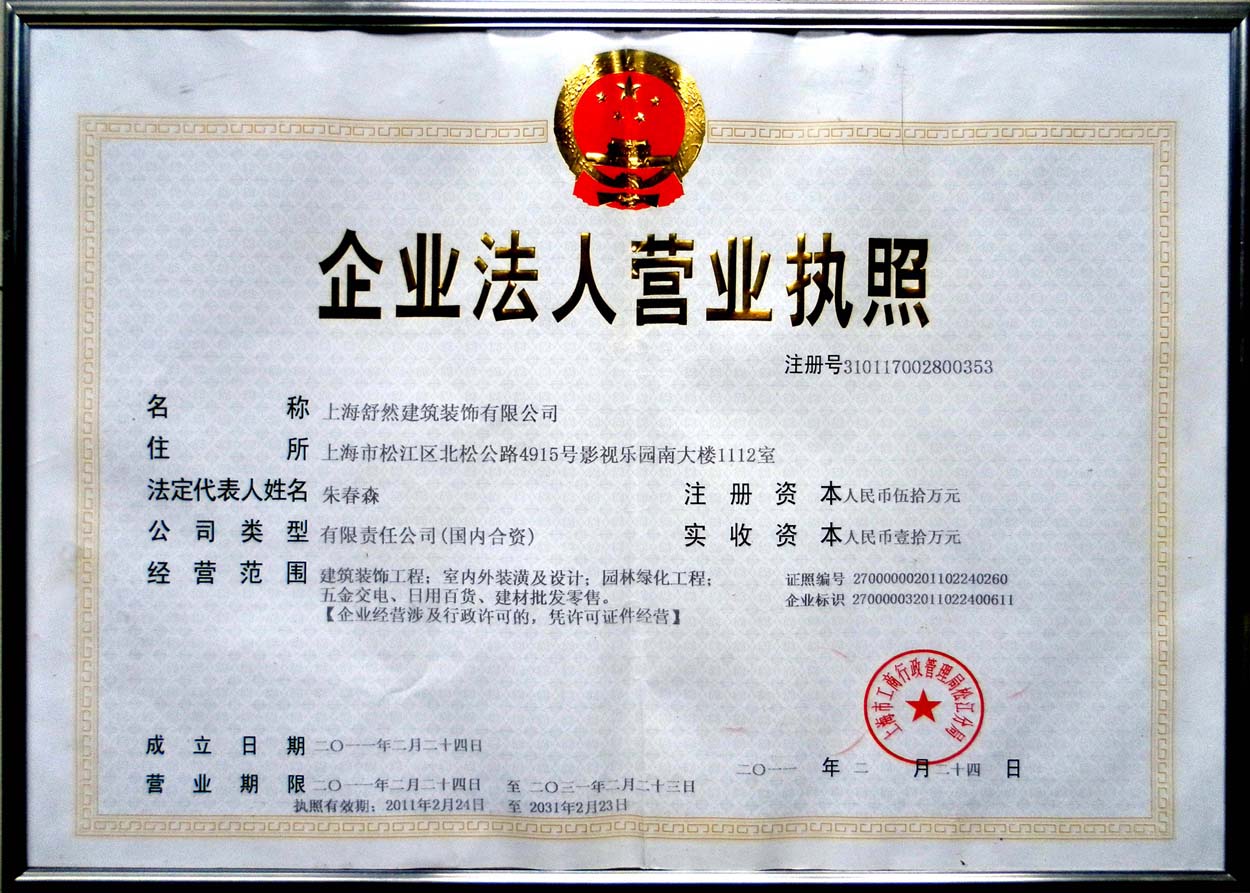 企业法人营业执照
注册号310117002800353
名称 上海舒然建筑装饰有限公司
住所 上海市松江区北松公路4915号影视乐园南大楼1112室
法定代表人姓名 朱春森 注册资本 人民币伍拾万元
公司类型 有限责任公司(国内合资) 实收资本 人民币壹拾万元
经营范围 建筑装饰工程；室内外装潢及设计；园林绿化工程；
五金交电、日用百货、建材批发零售。
【企业经营涉及行政许可的，凭许可证件经营】
证照编号 27000000201102240260
企业标识 270000032011022400611
上海市工商行政管理局松江分局
成立日期 二〇一一年二月二十四日
二〇一一 年 二 月 二十四 日
营业期限 二〇一一年二月二十四日 至 二〇三一年二月二十三日
执照有效期：2011年2月24日 至 2031年2月23日